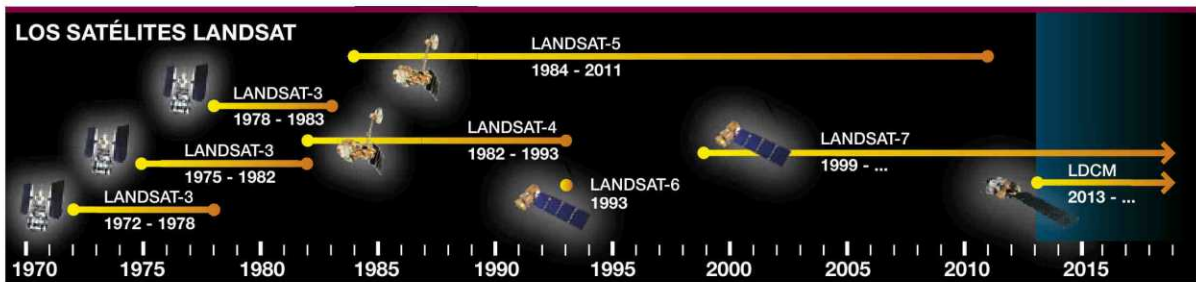 LOS SATÉLITES LANDSAT
LANDSAT-5
1984 - 2011
LANDSAT-3
1978 - 1983
LANDSAT-4
1982 - 1993
LANDSAT-3
1975 - 1982
LANDSAT-7
1999 - ...
LANDSAT-6
1993
LDCM
2013 - ...
LANDSAT-3
1972 - 1978
1970 1975 1980 1985 1990 1995 2000 2005 2010 2015